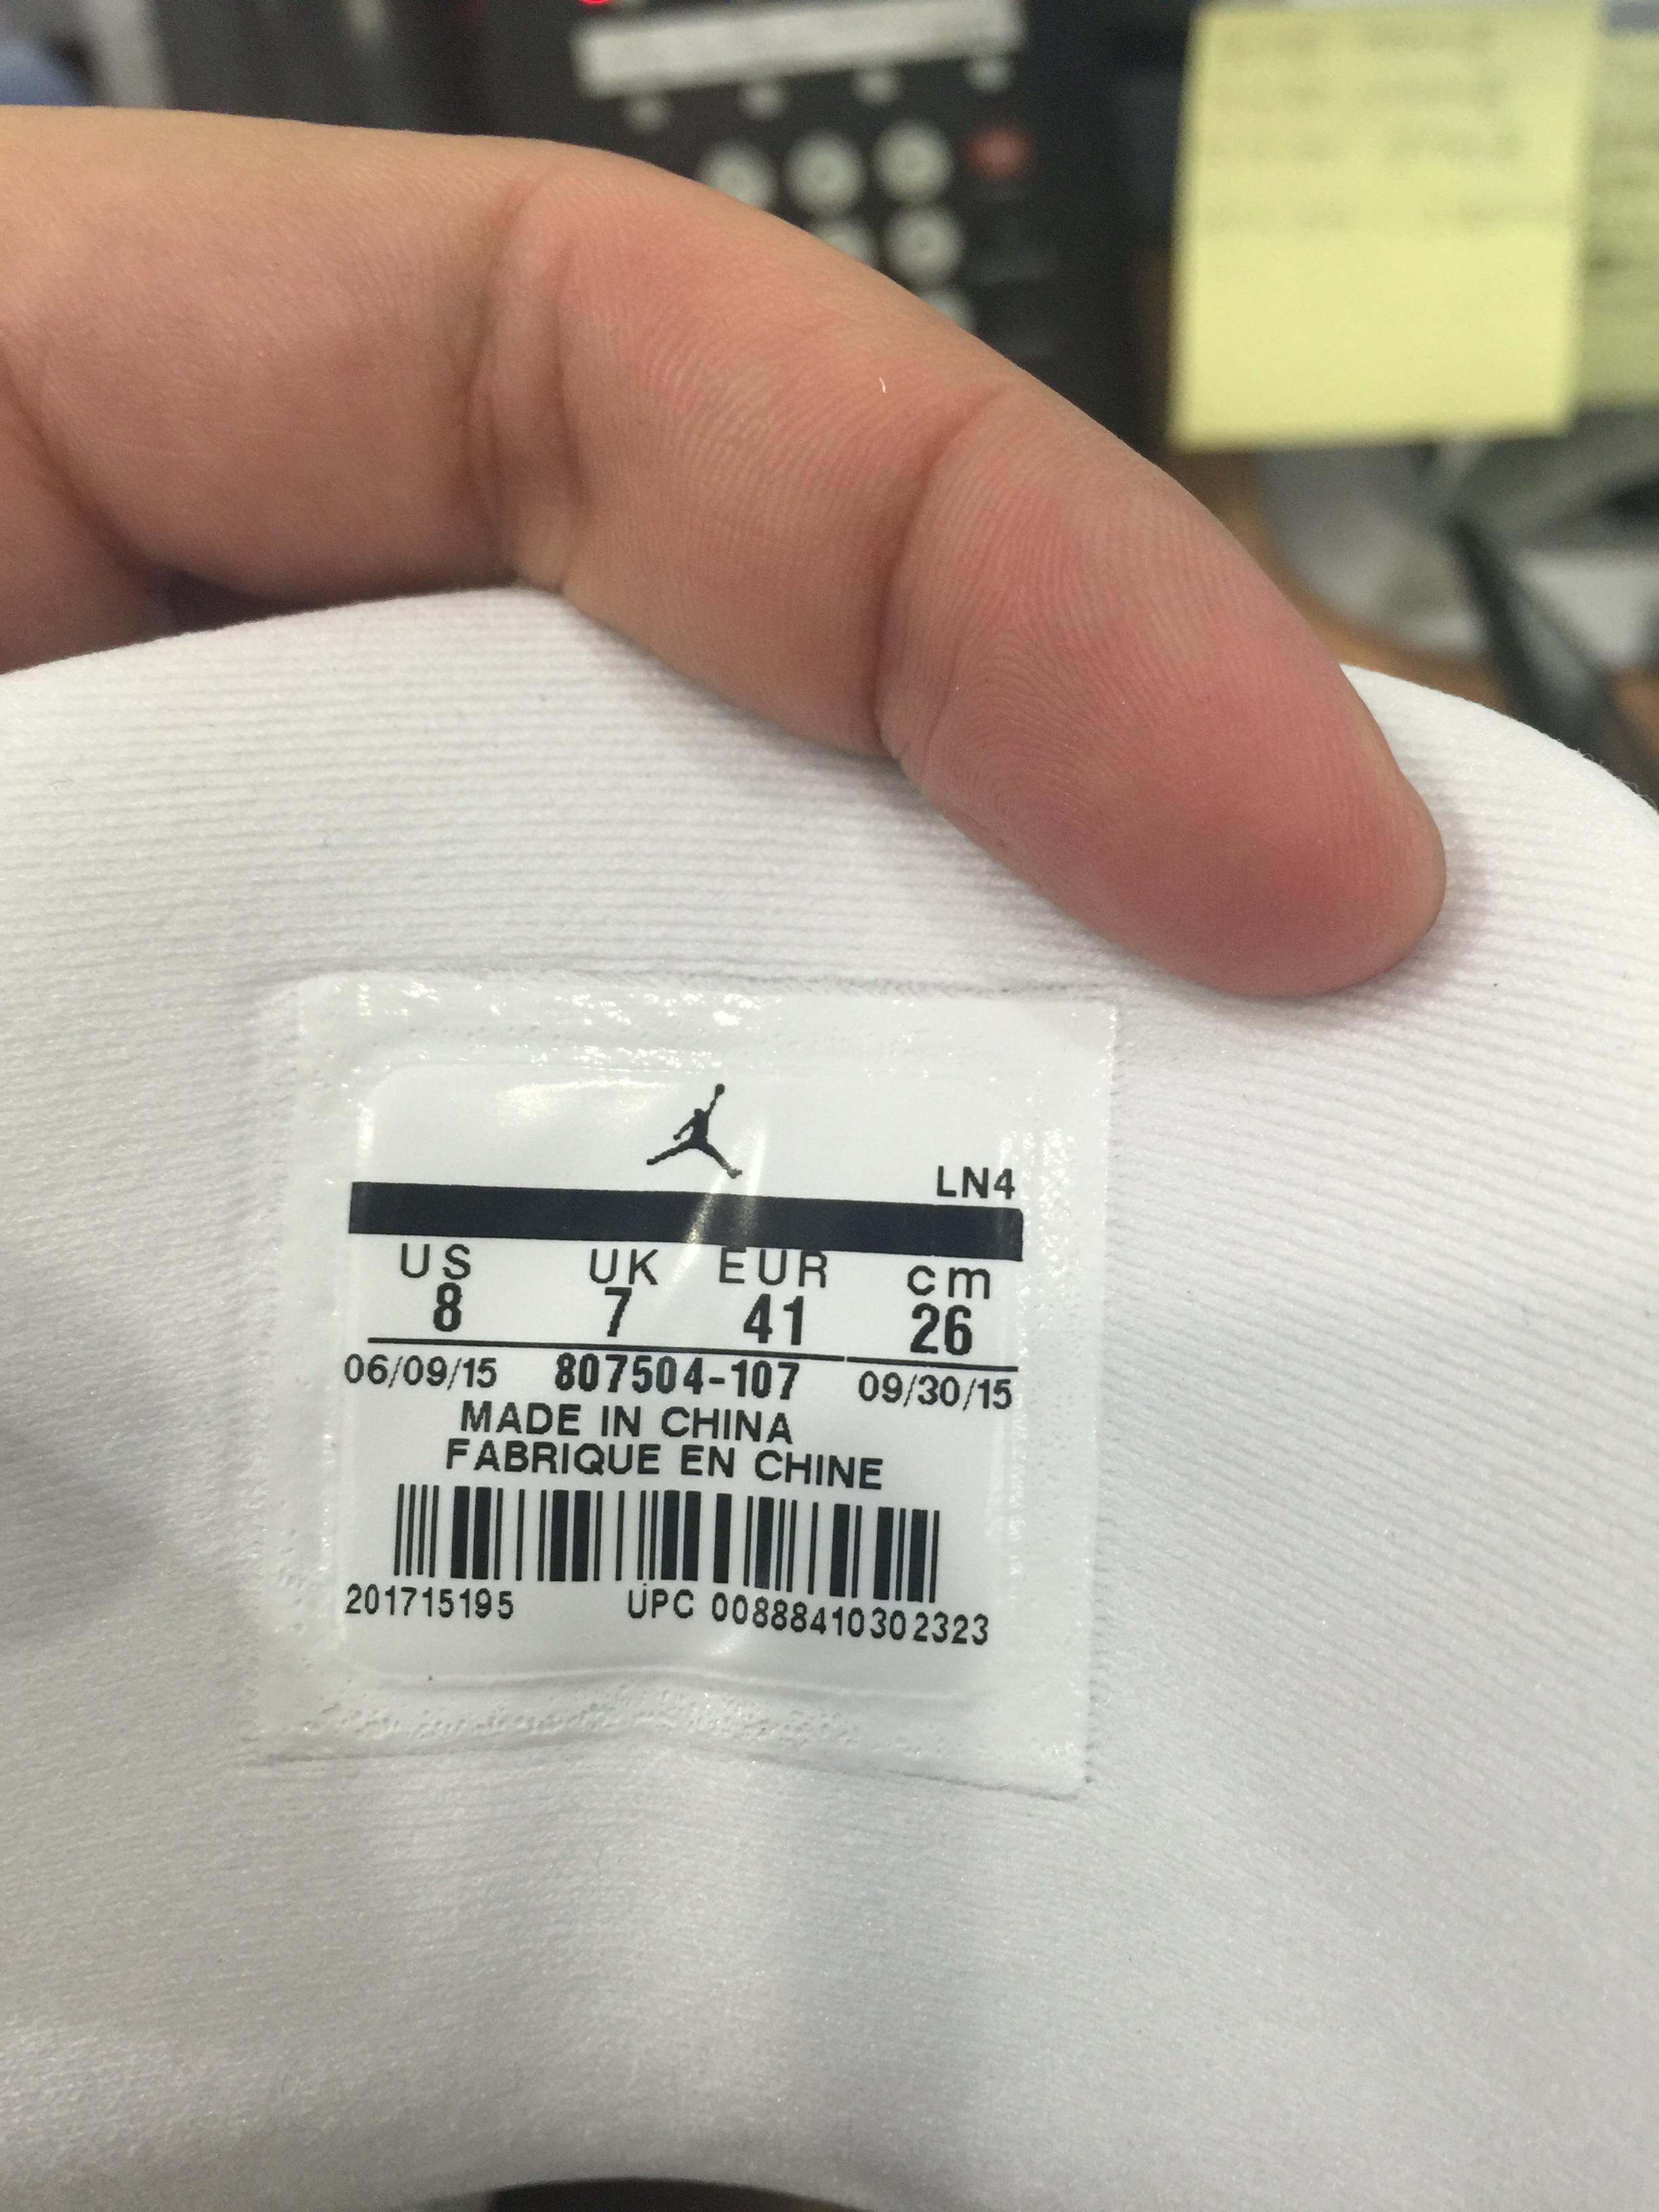 LN4
US UK EUR cm
8 7 41 26
06/09/15 807504-107 09/30/15
MADE IN CHINA
FABRIQUE EN CHINE
201715195 UPC 00888410302323